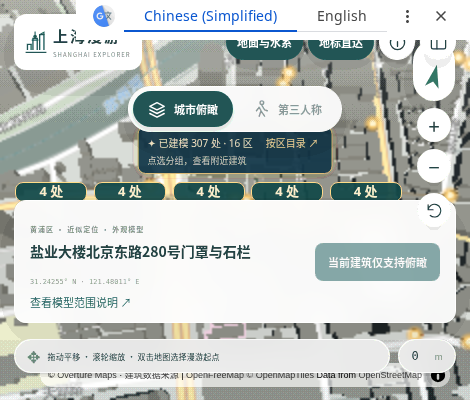 Chinese (Simplified)
English
上海漫游
SHANGHAI EXPLORER
地面与水系
地标直达
城市俯瞰
第三人称
✦ 已建模 307 处 · 16 区 按区目录 ↗
点选分组，查看附近建筑
4 处
4 处
4 处
4 处
4 处
黄浦区 · 近似定位 · 外观模型
盐业大楼北京东路280号门罩与石栏
当前建筑仅支持俯瞰
31.24255° N · 121.48011° E
查看模型范围说明 ↗
拖动平移 · 滚轮缩放 · 双击地图选择漫游起点
0 m
© Overture Maps · 建筑数据来源 | OpenFreeMap © OpenMapTiles Data from OpenStreetMap